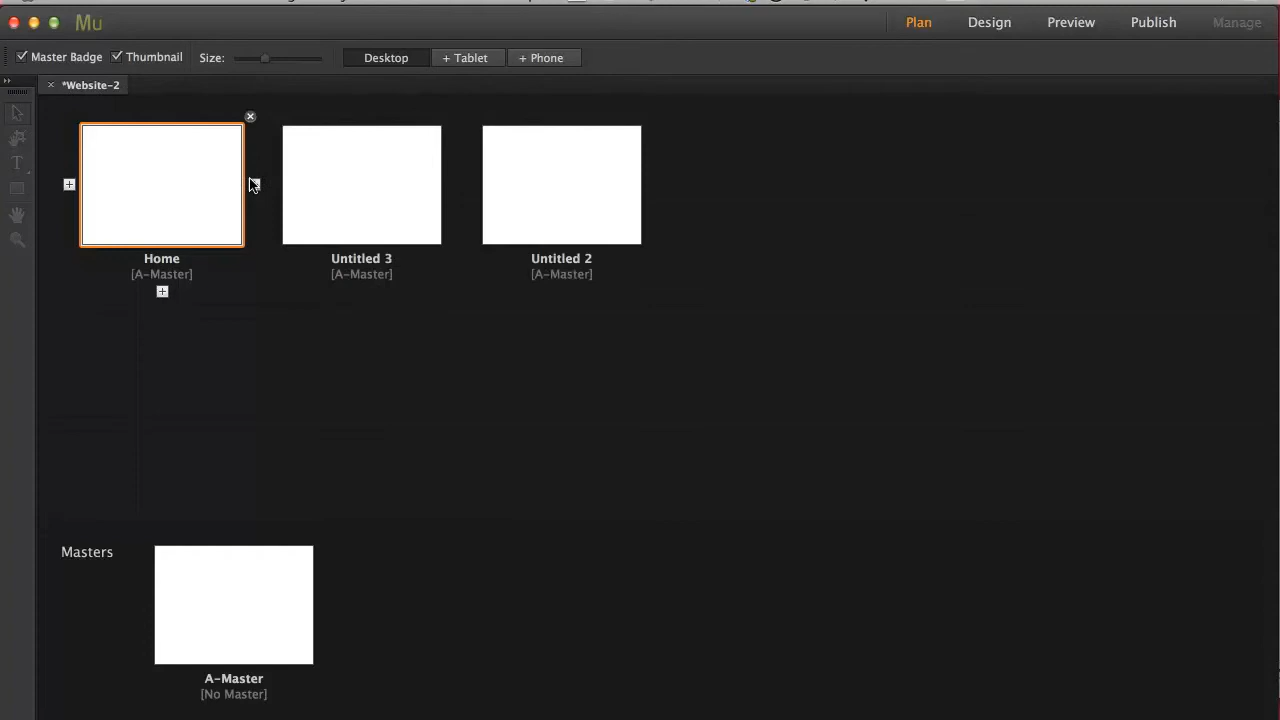 Mu Plan Design Preview Publish Manage
Master Badge Thumbnail Size: Desktop + Tablet + Phone
*Website-2
T
Home Untitled 3 Untitled 2
[A-Master] [A-Master] [A-Master]
Masters
A-Master
[No Master]